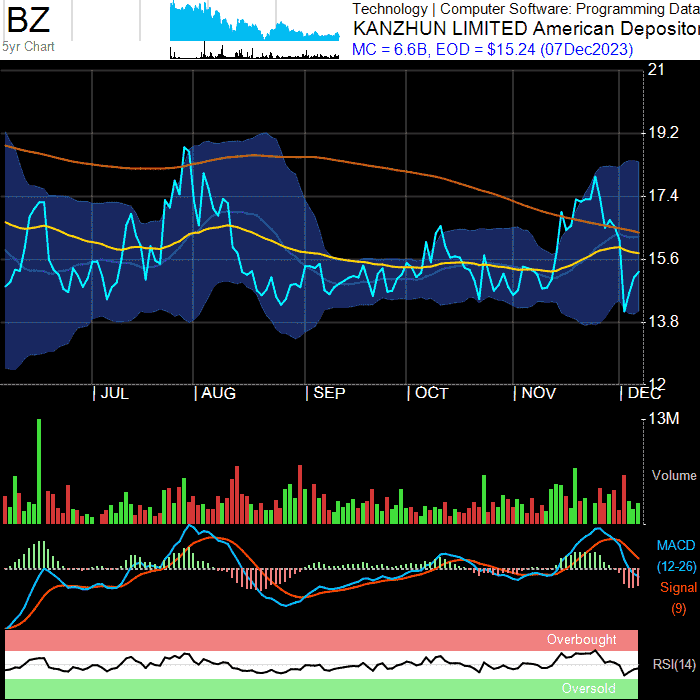 BZ
5yr Chart
Technology | Computer Software: Programming Data
KANZHUN LIMITED American Deposito
MC = 6.6B, EOD = $15.24 (07Dec2023)
21
19.2
17.4
15.6
13.8
12
| JUL | AUG | SEP | OCT | NOV | DEC
13M
Volume
MACD
(12-26)
Signal
(9)
Overbought
RSI(14)
Oversold